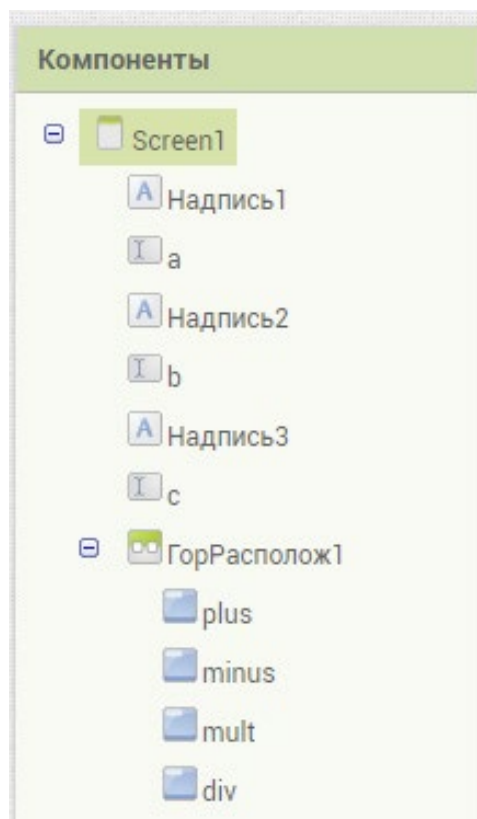 Компоненты
Screen1
Надпись1
a
Надпись2
b
Надпись3
c
ГорРасполож1
plus
minus
mult
div